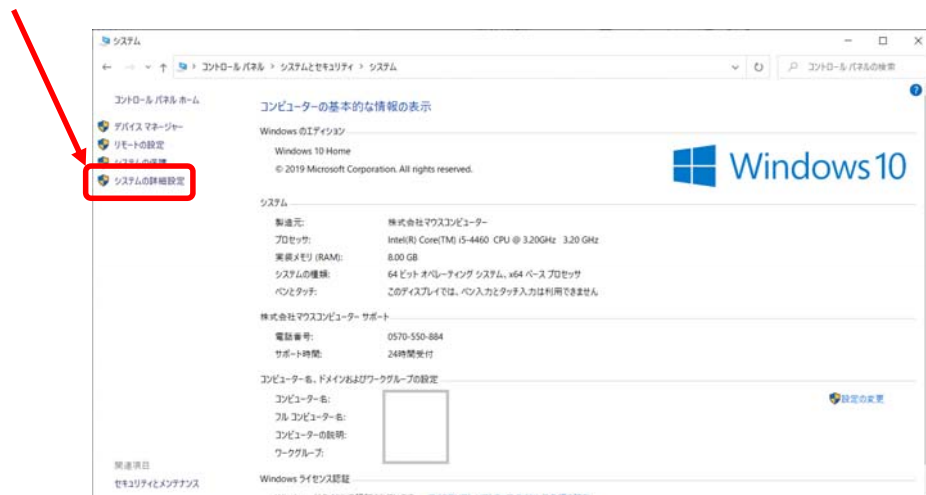 システム
コントロール パネル > システムとセキュリティ > システム
コントロール パネルの検索
コントロール パネル ホーム
デバイス マネージャー
リモートの設定
システムの保護
システムの詳細設定
コンピューターの基本的な情報の表示
Windows のエディション
Windows 10 Home
© 2019 Microsoft Corporation. All rights reserved.
Windows 10
システム
製造元: 株式会社マウスコンピューター
プロセッサ: Intel(R) Core(TM) i5-4460 CPU @ 3.20GHz 3.20 GHz
実装メモリ (RAM): 8.00 GB
システムの種類: 64 ビット オペレーティング システム、x64 ベース プロセッサ
ペンとタッチ: このディスプレイでは、ペン入力とタッチ入力は利用できません
株式会社マウスコンピューター サポート
電話番号: 0570-550-884
サポート時間: 24時間受付
コンピューター名、ドメインおよびワークグループの設定
コンピューター名:
設定の変更
フル コンピューター名:
コンピューターの説明:
ワークグループ:
関連項目
セキュリティとメンテナンス
Windows ライセンス認証